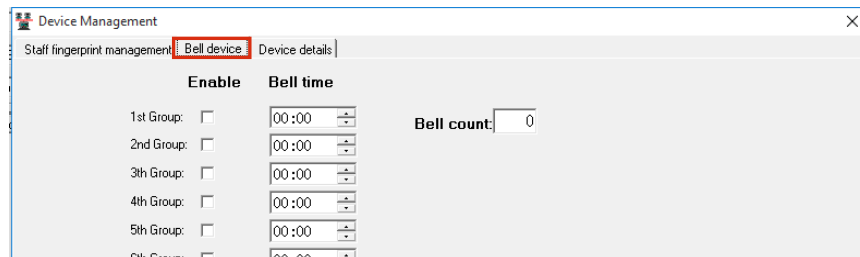 Device Management
Staff fingerprint management Bell device Device details
Enable Bell time
1st Group: 00:00 Bell count: 0
2nd Group: 00:00
3th Group: 00:00
4th Group: 00:00
5th Group: 00:00